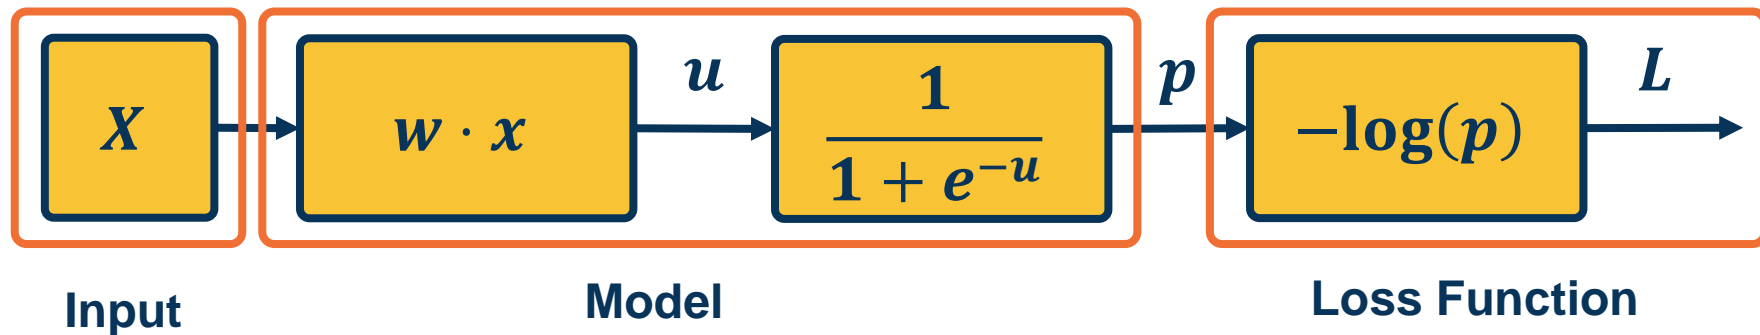 X
w · x
u
1
1 + e^{-u}
p
-log(p)
L
Input
Model
Loss Function